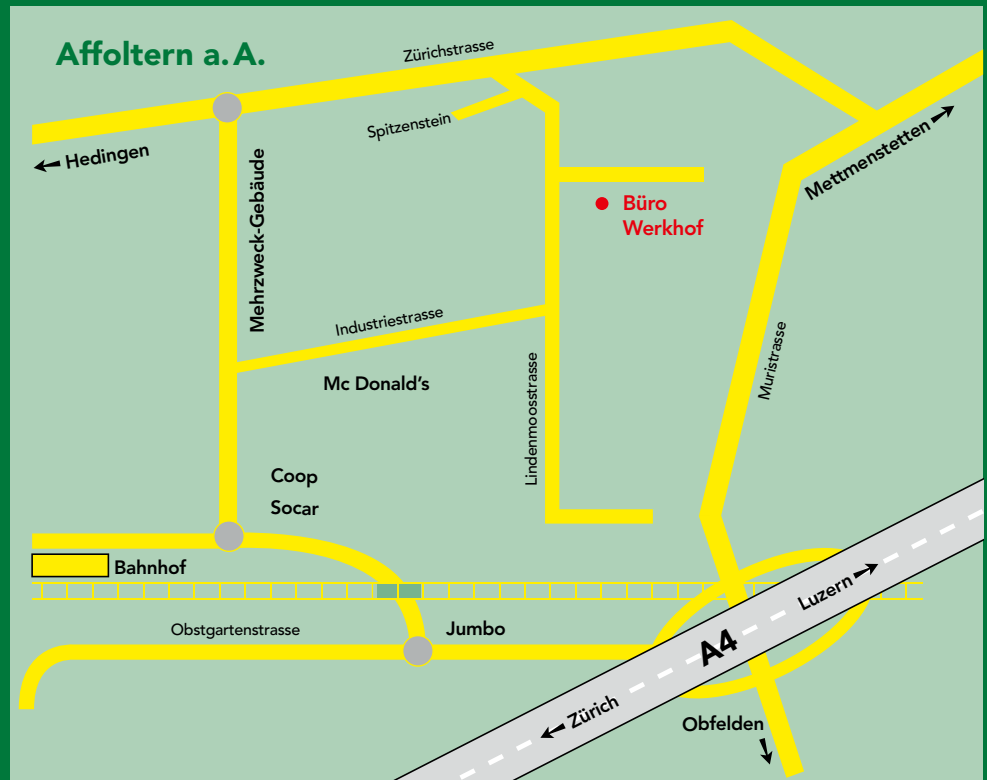 Affoltern a. A.
Zürichstrasse
Spitzenstein
Hedingen
Mettmenstetten
Mehrzweck-Gebäude
Büro
Werkhof
Industriestrasse
Mc Donald's
Lindenmoosstrasse
Muristrasse
Coop
Socar
Bahnhof
Luzern
Obstgartenstrasse
Jumbo
A4
Zürich
Obfelden